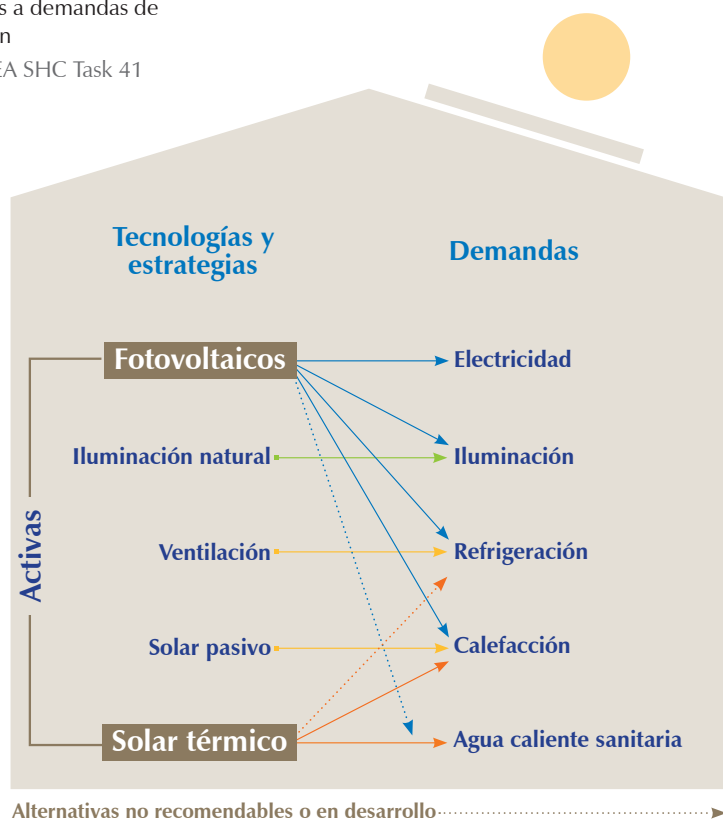 s a demandas de
n
EA SHC Task 41
Tecnologías y
estrategias
Demandas
Fotovoltaicos
Electricidad
Iluminación natural
Iluminación
Activas
Ventilación
Refrigeración
Solar pasivo
Calefacción
Solar térmico
Agua caliente sanitaria
Alternativas no recomendables o en desarrollo